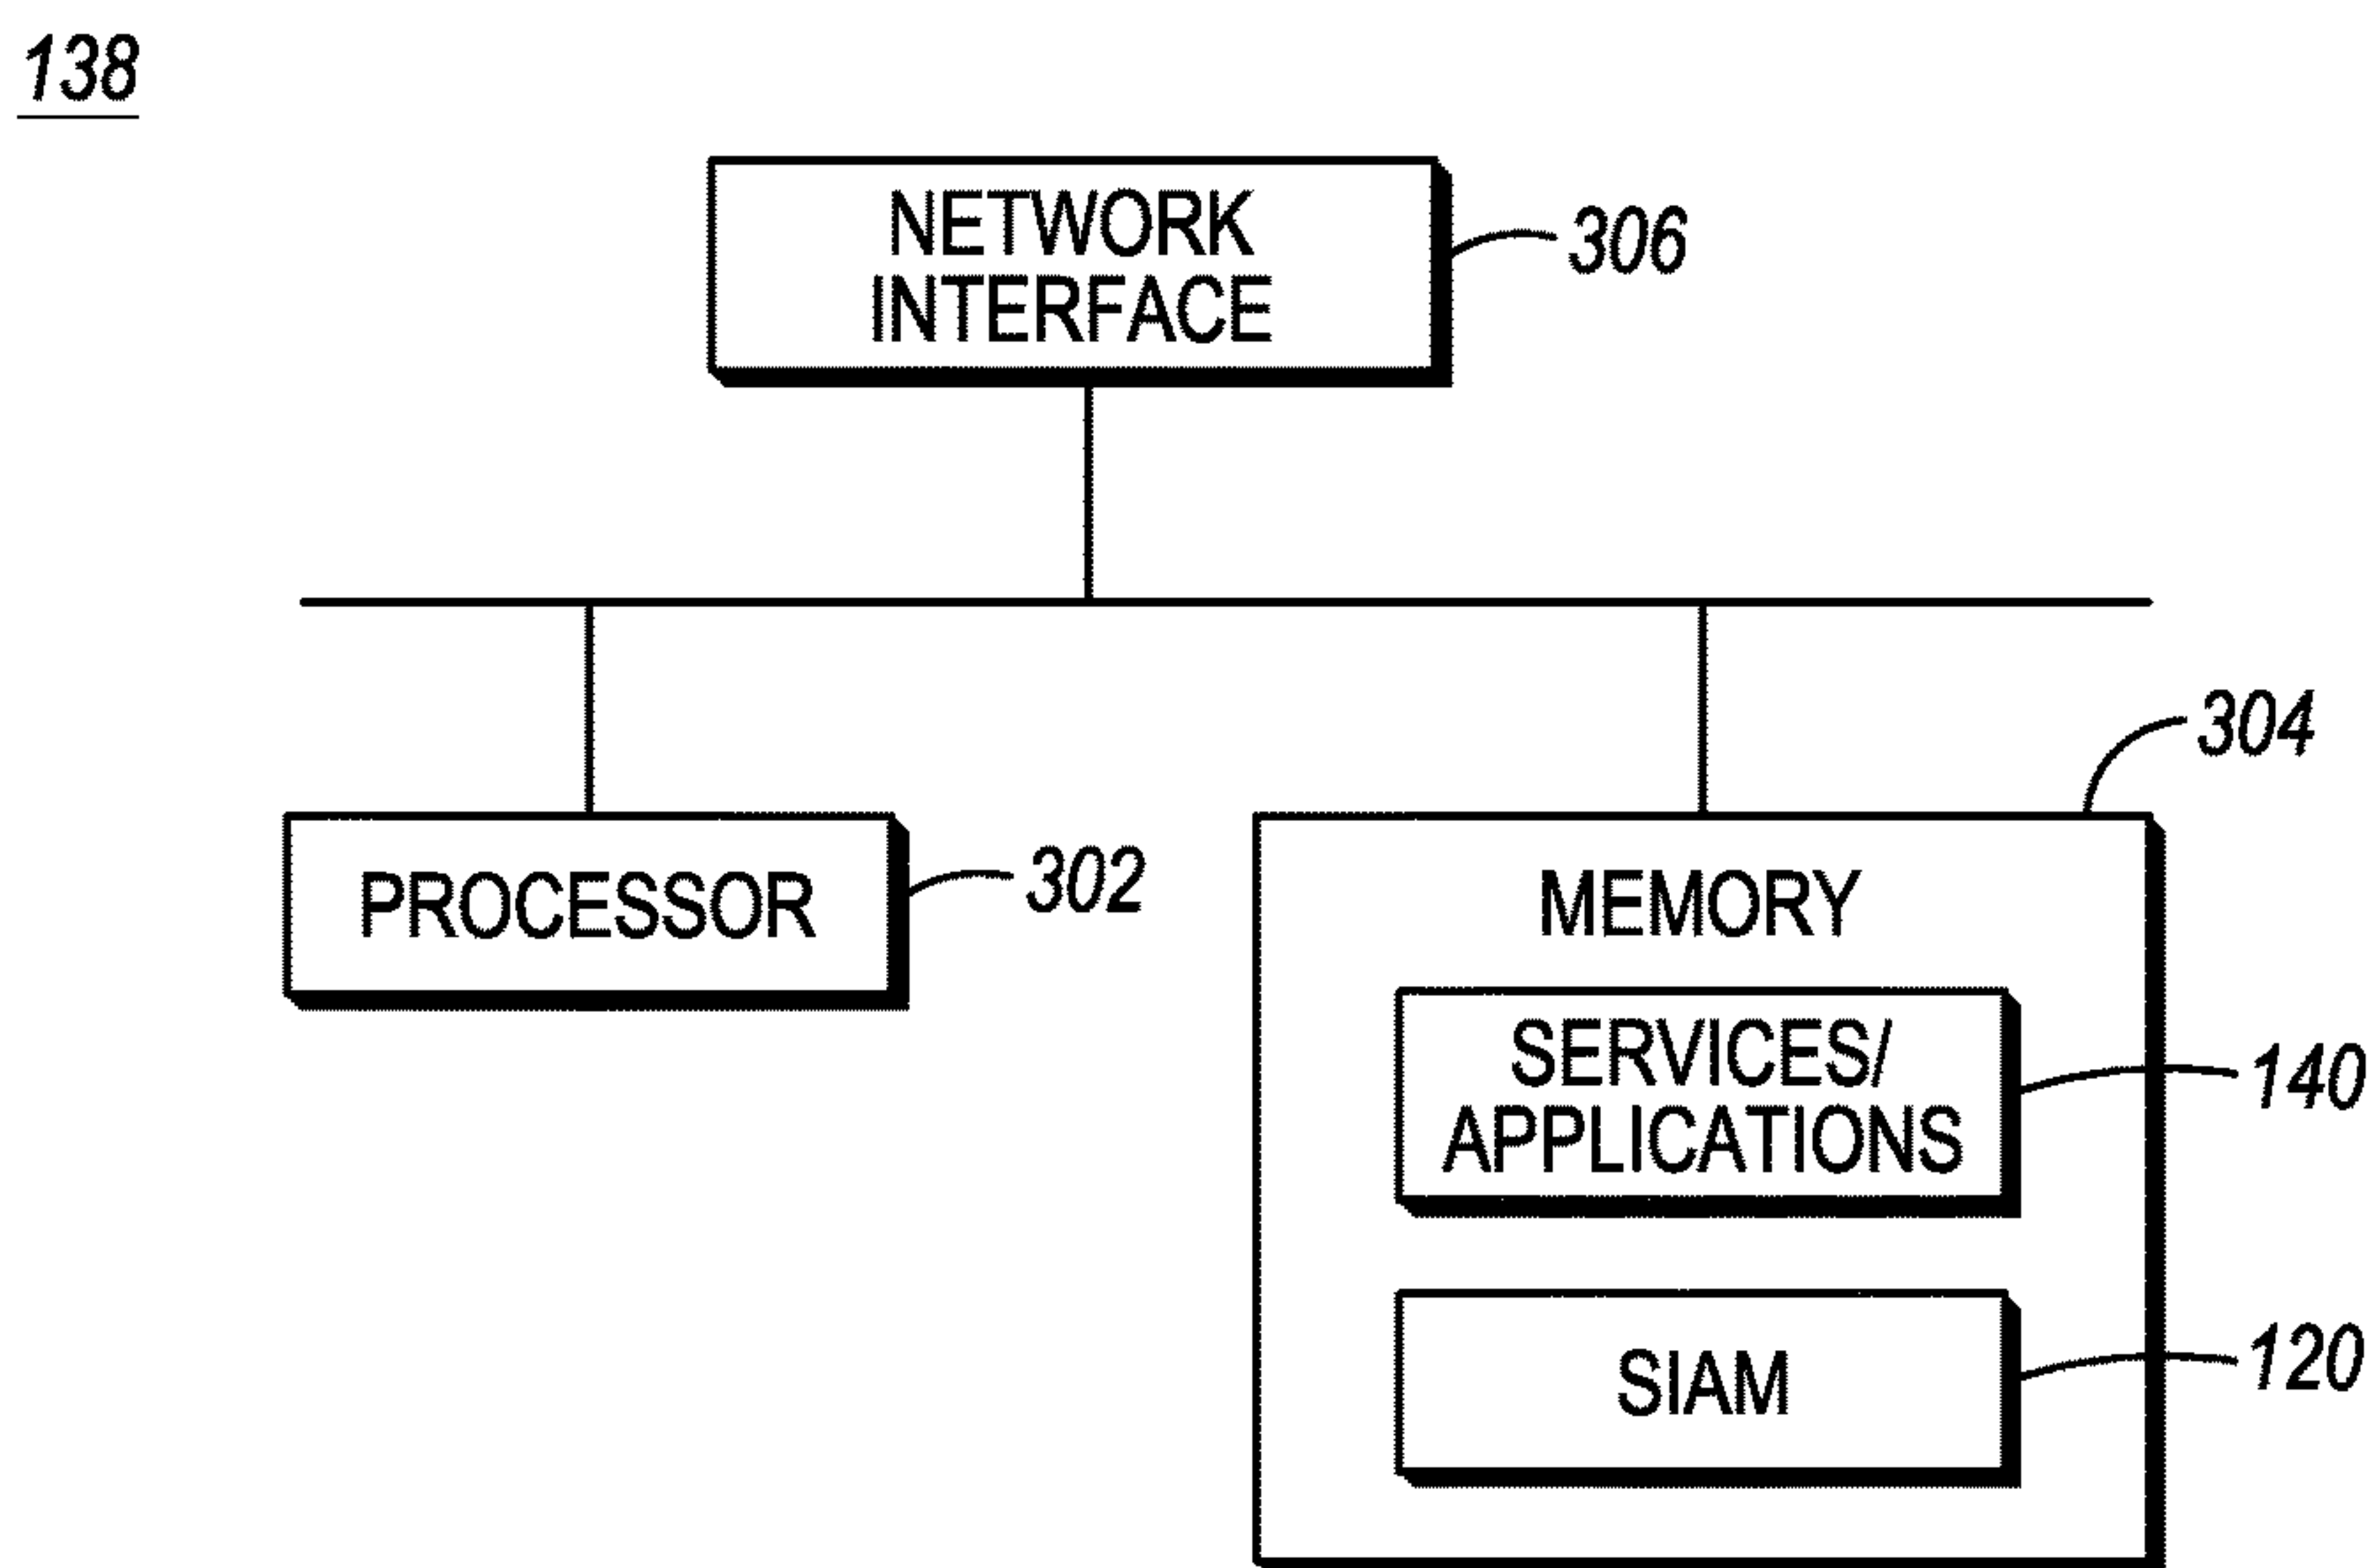 138
NETWORK
INTERFACE
306
304
PROCESSOR
302
MEMORY
SERVICES/
APPLICATIONS
140
SIAM
120